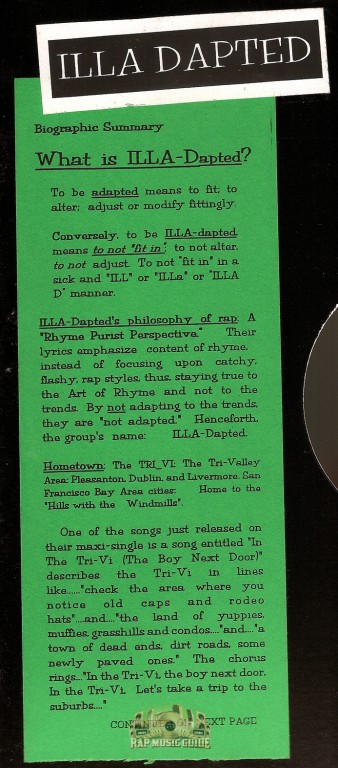 ILLA DAPTED
Biographic Summary
What is ILLA-Dapted?
To be adapted means to fit; to
alter; adjust or modify fittingly.
Conversely, to be ILLA-dapted,
means to not "fit in"; to not alter,
to not adjust. To not "fit in" in a
sick and "ILL" or "ILLa" or "ILLA
D" manner.
ILLA-Dapted's philosophy of rap: A
"Rhyme Purist Perspective." Their
lyrics emphasize content of rhyme,
instead of focusing upon catchy,
flashy, rap styles, thus, staying true to
the Art of Rhyme and not to the
trends. By not adapting to the trends,
they are "not adapted." Henceforth,
the group's name: ILLA-Dapted.
Hometown: The TRI_VI: The Tri-Valley
Area: Pleasanton, Dublin, and Livermore, San
Francisco Bay Area cities: Home to the
"Hills with the Windmills".
One of the songs just released on
their maxi-single is a song entitled "In
The Tri-Vi (The Boy Next Door)"
describes the Tri-Vi in lines
like....."check the area where you
notice old caps and rodeo
hats"....and...."the land of yuppies,
muffies, grasshills and condos...."and...."a
town of dead ends, dirt roads, some
newly paved ones." The chorus
rings..."In the Tri-Vi, the boy next door,
In the Tri-Vi. Let's take a trip to the
suburbs...."
NEXT PAGE
RAP MUSIC GUIDE